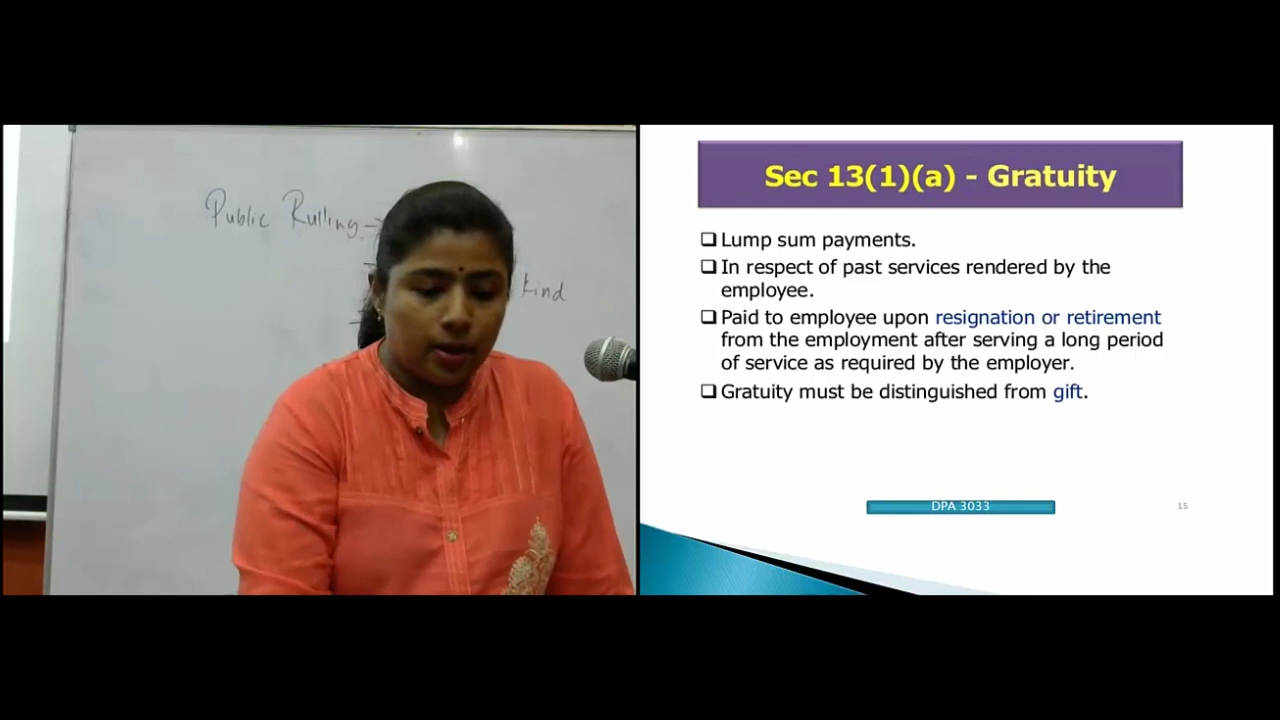 Public Rulling →
kind
Sec 13(1)(a) - Gratuity
Lump sum payments.
In respect of past services rendered by the
employee.
Paid to employee upon resignation or retirement
from the employment after serving a long period
of service as required by the employer.
Gratuity must be distinguished from gift.
DPA 3033
15